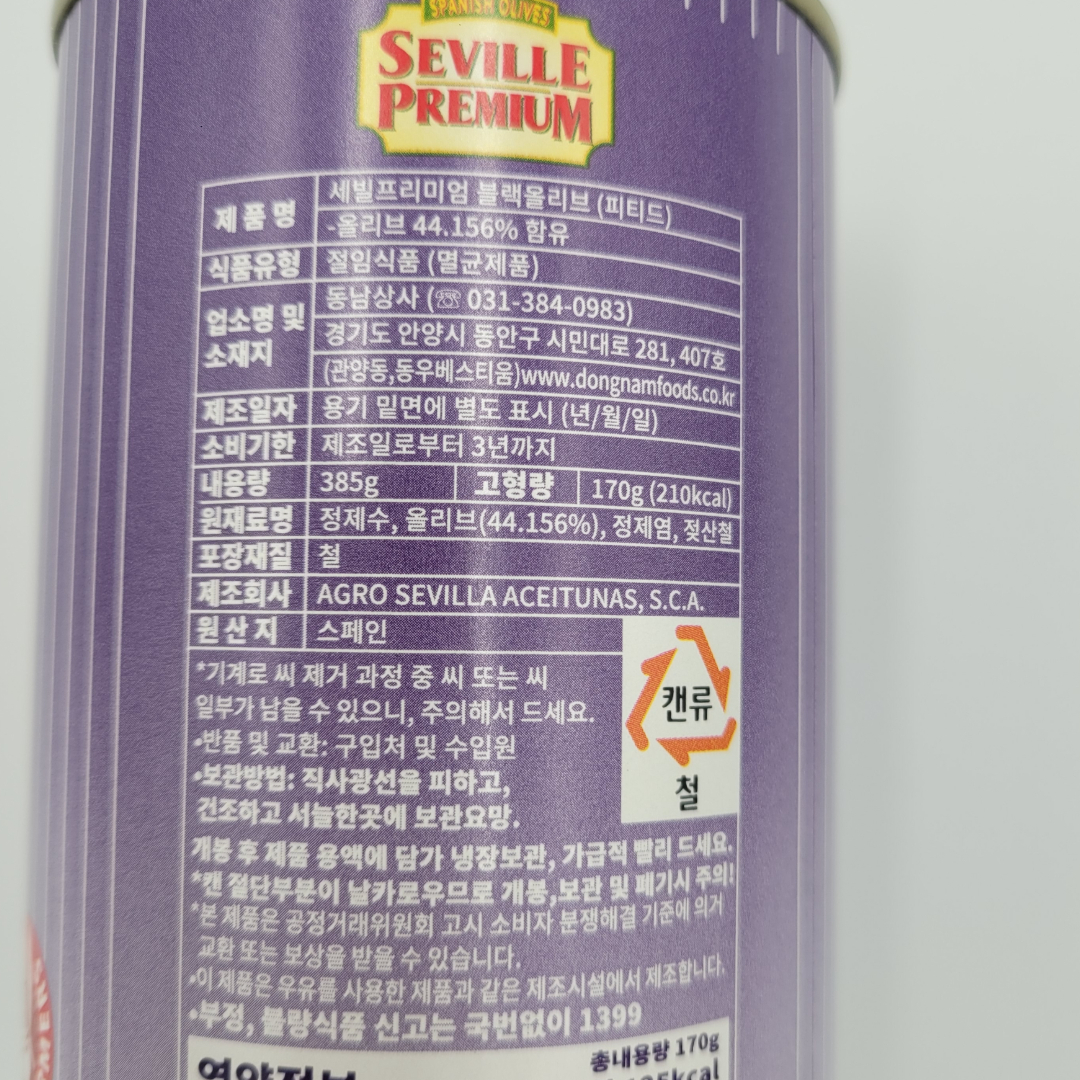 SPANISH OLIVES
SEVILLE
PREMIUM
제품명 세빌프리미엄 블랙올리브 (피티드)
-올리브 44.156% 함유
식품유형 절임식품 (멸균제품)
업소명 및 소재지 동남상사 (☏ 031-384-0983)
경기도 안양시 동안구 시민대로 281, 407호
(관양동,동우베스티움)www.dongnamfoods.co.kr
제조일자 용기 밑면에 별도 표시 (년/월/일)
소비기한 제조일로부터 3년까지
내용량 385g 고형량 170g (210kcal)
원재료명 정제수, 올리브(44.156%), 정제염, 젖산철
포장재질 철
제조회사 AGRO SEVILLA ACEITUNAS, S.C.A.
원산지 스페인
캔류
철
*기계로 씨 제거 과정 중 씨 또는 씨
일부가 남을 수 있으니, 주의해서 드세요.
•반품 및 교환: 구입처 및 수입원
•보관방법: 직사광선을 피하고,
건조하고 서늘한곳에 보관요망.
개봉 후 제품 용액에 담가 냉장보관, 가급적 빨리 드세요.
*캔 절단부분이 날카로우므로 개봉,보관 및 폐기시 주의!
*본 제품은 공정거래위원회 고시 소비자 분쟁해결 기준에 의거
교환 또는 보상을 받을 수 있습니다.
•이 제품은 우유를 사용한 제품과 같은 제조시설에서 제조합니다.
•부정, 불량식품 신고는 국번없이 1399
영양정보 총내용량 170g